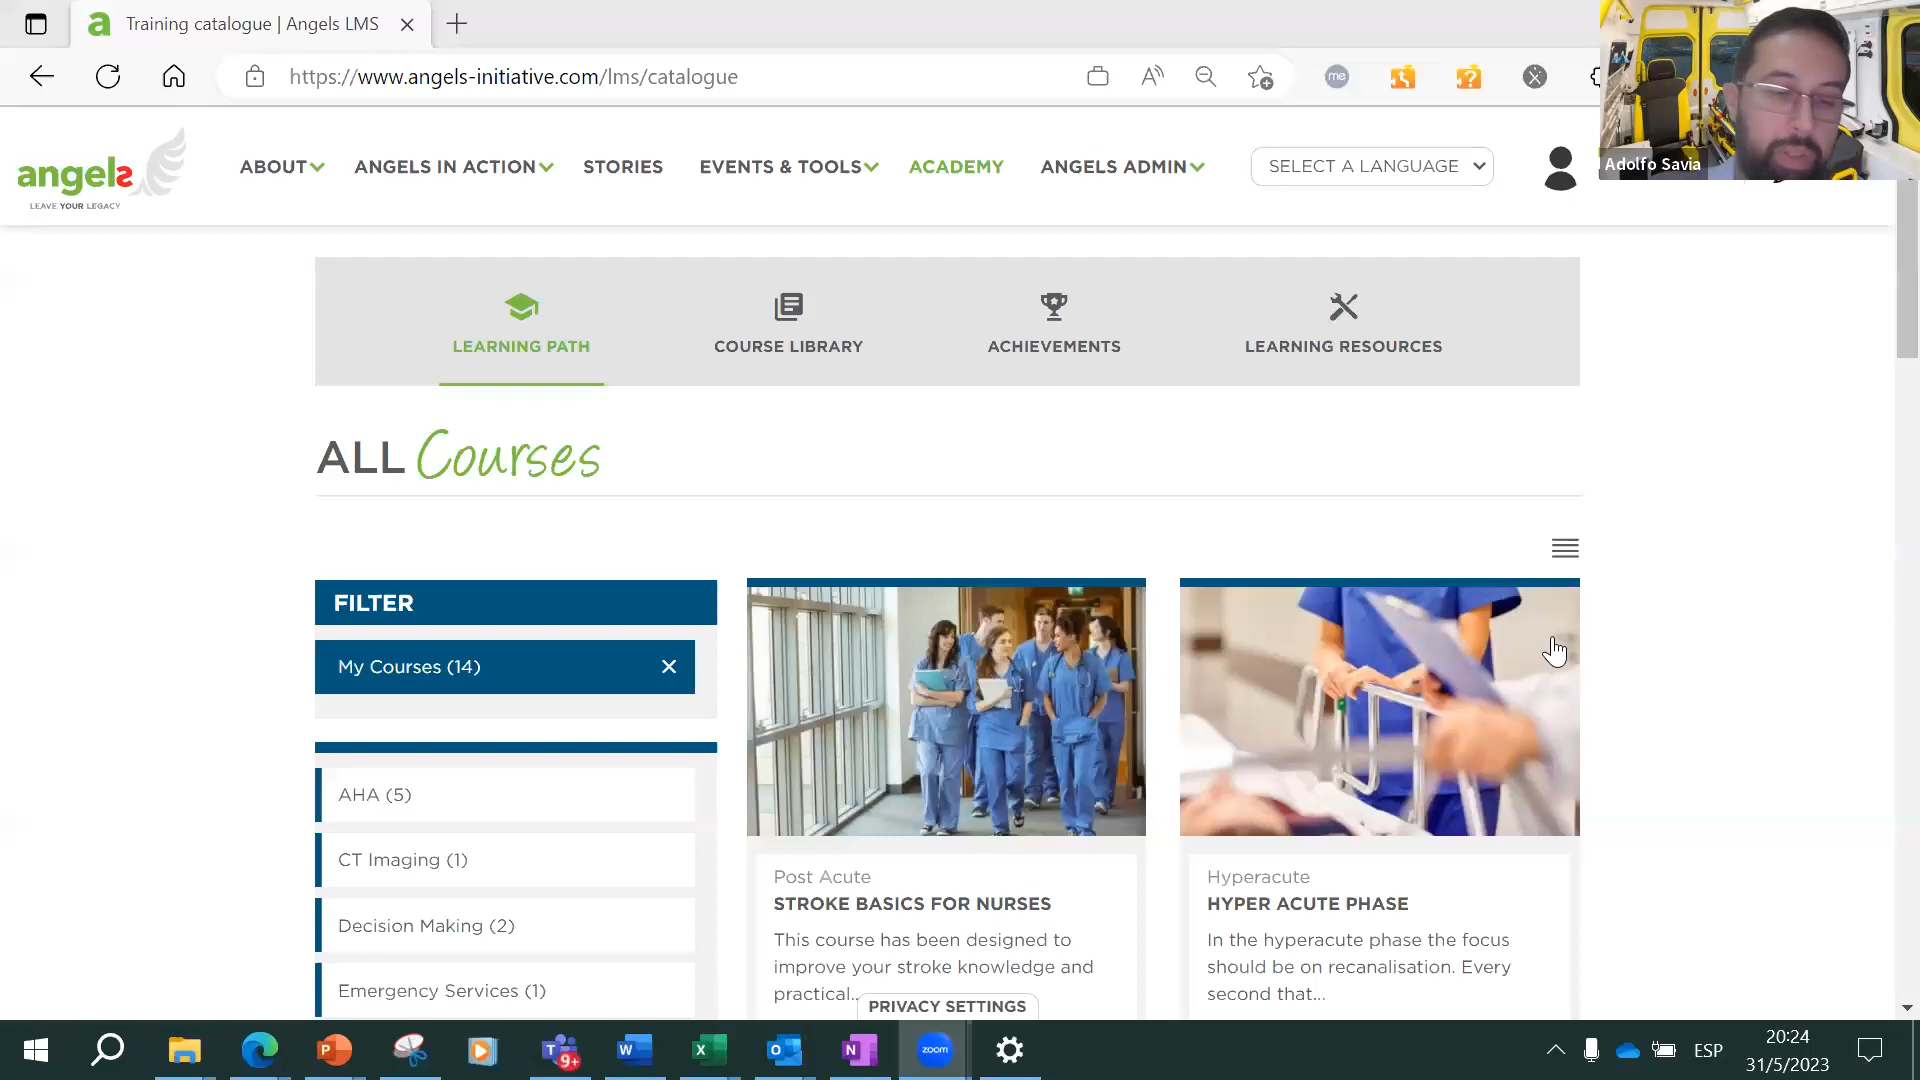 Training catalogue | Angels LMS
https://www.angels-initiative.com/lms/catalogue
me
Adolfo Savia
angels
LEAVE YOUR LEGACY
ABOUT
ANGELS IN ACTION
STORIES
EVENTS & TOOLS
ACADEMY
ANGELS ADMIN
SELECT A LANGUAGE
LEARNING PATH
COURSE LIBRARY
ACHIEVEMENTS
LEARNING RESOURCES
ALL Courses
FILTER
My Courses (14)
AHA (5)
CT Imaging (1)
Decision Making (2)
Emergency Services (1)
Post Acute
STROKE BASICS FOR NURSES
This course has been designed to
improve your stroke knowledge and
practical...
Hyperacute
HYPER ACUTE PHASE
In the hyperacute phase the focus
should be on recanalisation. Every
second that...
PRIVACY SETTINGS
9+
zoom
ESP
20:24
31/5/2023